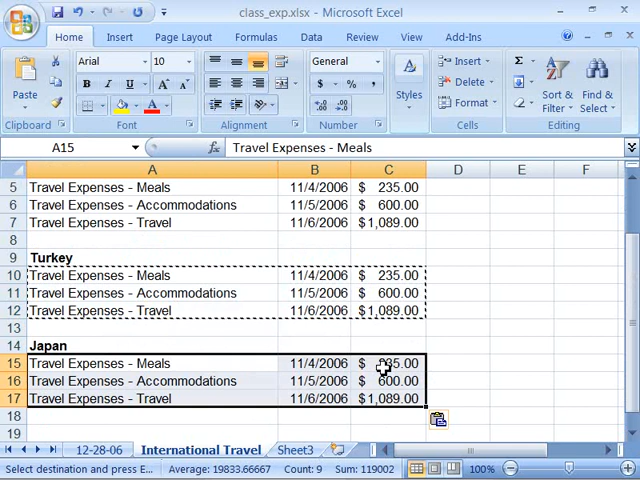 class_exp.xlsx - Microsoft Excel
Home Insert Page Layout Formulas Data Review View Add-Ins
Paste
Clipboard
Arial 10
B I U A A
A
Font
Alignment
General
$ % ,
Number
Styles
Insert
Delete
Format
Cells
Σ
Sort & Filter
Find & Select
Editing
A15 fx Travel Expenses - Meals
A B C D E F
5 Travel Expenses - Meals 11/4/2006 $ 235.00
6 Travel Expenses - Accommodations 11/5/2006 $ 600.00
7 Travel Expenses - Travel 11/6/2006 $1,089.00
8
9 Turkey
10 Travel Expenses - Meals 11/4/2006 $ 235.00
11 Travel Expenses - Accommodations 11/5/2006 $ 600.00
12 Travel Expenses - Travel 11/6/2006 $1,089.00
13
14 Japan
15 Travel Expenses - Meals 11/4/2006 $ 235.00
16 Travel Expenses - Accommodations 11/5/2006 $ 600.00
17 Travel Expenses - Travel 11/6/2006 $1,089.00
18
19
12-28-06 International Travel Sheet3
Select destination and press E... Average: 19833.66667 Count: 9 Sum: 119002 100%